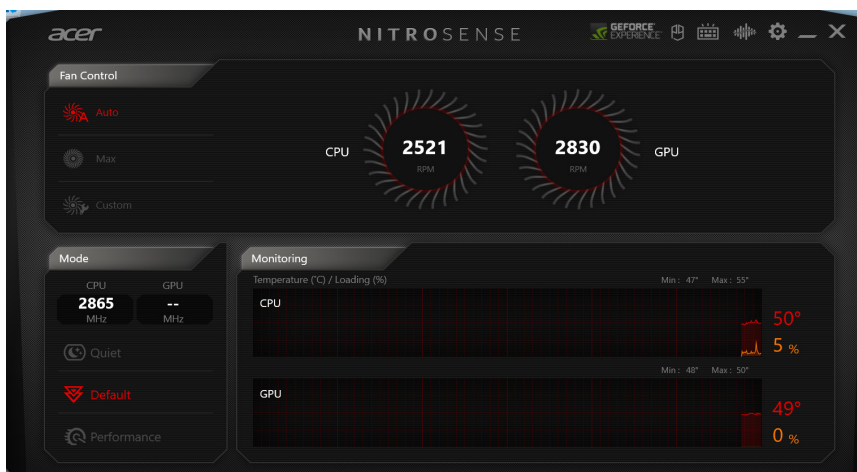 acer
NITROSENSE
GEFORCE
EXPERIENCE
Fan Control
Auto
Max
Custom
CPU
2521
RPM
2830
RPM
GPU
Mode
CPU GPU
2865 --
MHz MHz
Quiet
Default
Performance
Monitoring
Temperature (°C) / Loading (%)
Min : 47° Max : 55°
CPU
50°
5 %
Min : 48° Max : 50°
GPU
49°
0 %